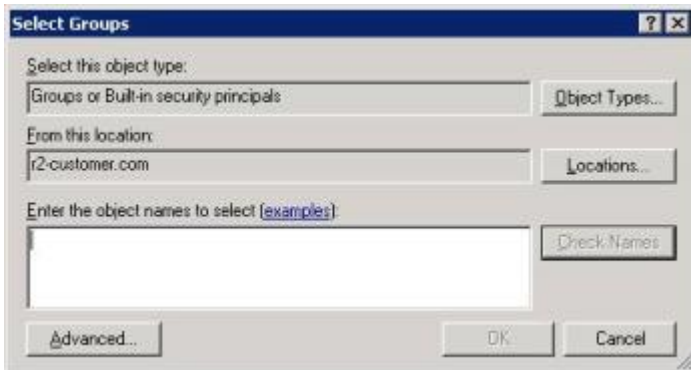 Select Groups
Select this object type:
Groups or Built-in security principals
Object Types...
From this location:
r2-customer.com
Locations...
Enter the object names to select (examples):
Check Names
Advanced...
OK
Cancel